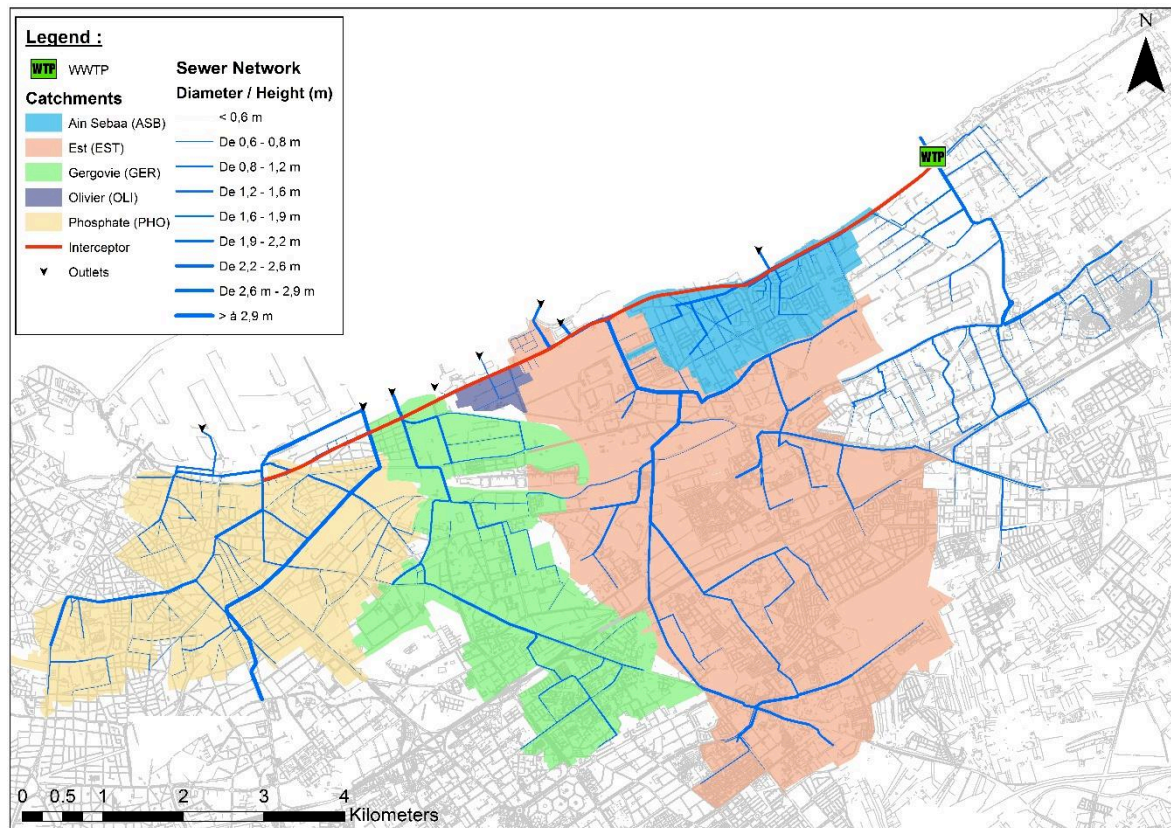 Legend :
WTP WWTP
Catchments
Ain Sebaa (ASB)
Est (EST)
Gergovie (GER)
Olivier (OLI)
Phosphate (PHO)
Interceptor
Outlets
Sewer Network
Diameter / Height (m)
< 0,6 m
De 0,6 - 0,8 m
De 0,8 - 1,2 m
De 1,2 - 1,6 m
De 1,6 - 1,9 m
De 1,9 - 2,2 m
De 2,2 - 2,6 m
De 2,6 m - 2,9 m
> à 2,9 m
N
WTP
0 0.5 1 2 3 4
Kilometers